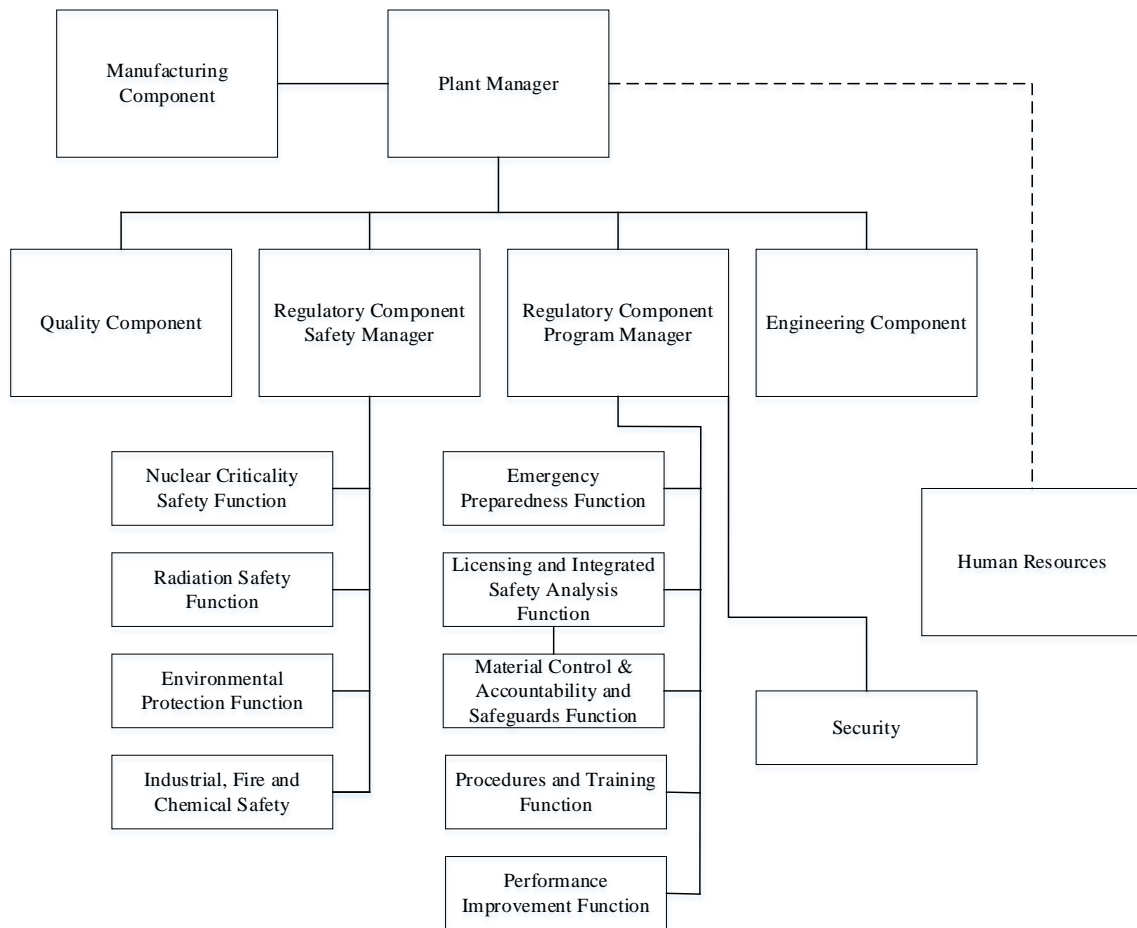 Manufacturing
Component
Plant Manager
Quality Component
Regulatory Component
Safety Manager
Regulatory Component
Program Manager
Engineering Component
Nuclear Criticality
Safety Function
Radiation Safety
Function
Environmental
Protection Function
Industrial, Fire and
Chemical Safety
Emergency
Preparedness Function
Licensing and Integrated
Safety Analysis
Function
Material Control &
Accountability and
Safeguards Function
Procedures and Training
Function
Performance
Improvement Function
Human Resources
Security